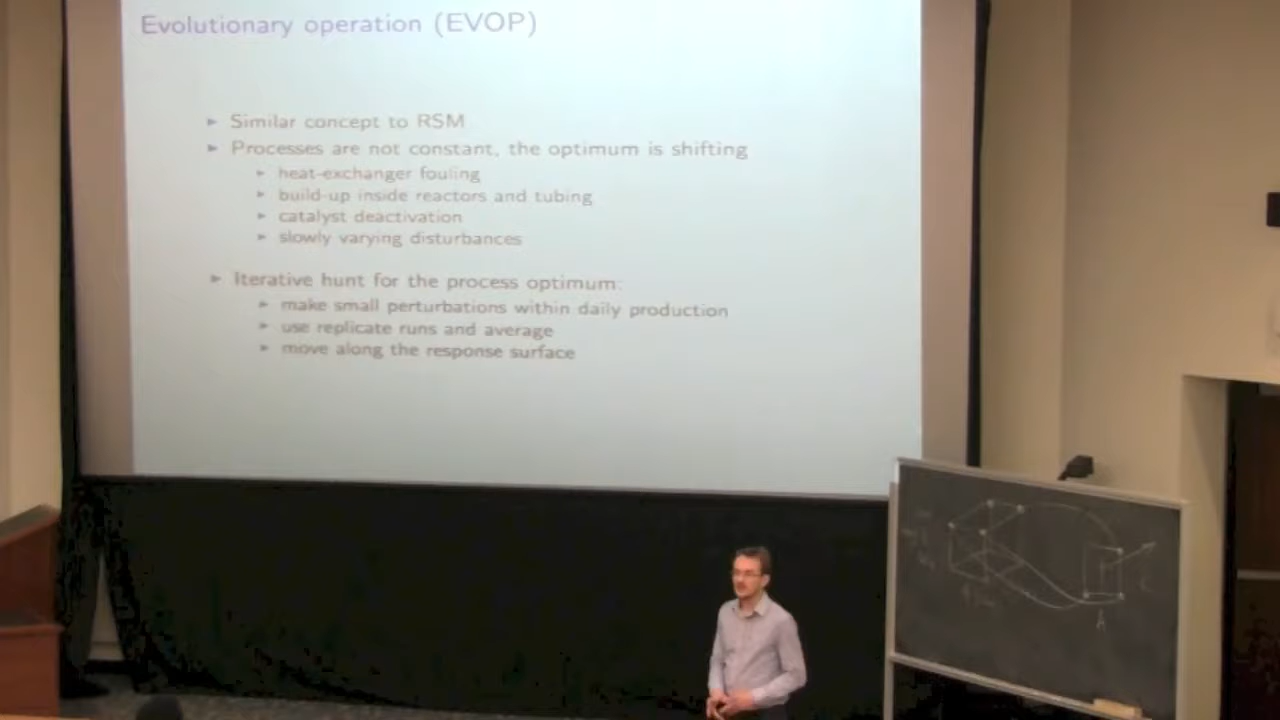 Evolutionary operation (EVOP)
Similar concept to RSM
Processes are not constant, the optimum is shifting
heat-exchanger fouling
build-up inside reactors and tubing
catalyst deactivation
slowly varying disturbances
Iterative hunt for the process optimum:
make small perturbations within daily production
use replicate runs and average
move along the response surface
A